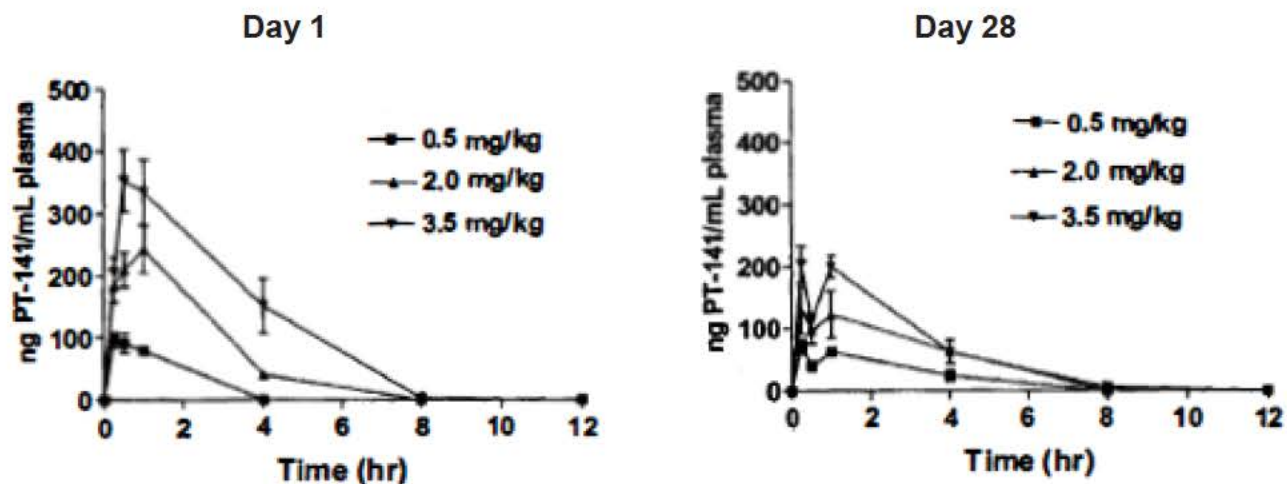 Day 1
500
400
300
200
100
0
ng PT-141/mL plasma
0.5 mg/kg
2.0 mg/kg
3.5 mg/kg
0 2 4 6 8 10 12
Time (hr)
Day 28
500
400
300
200
100
0
ng PT-141/mL plasma
0.5 mg/kg
2.0 mg/kg
3.5 mg/kg
0 2 4 6 8 10 12
Time (hr)